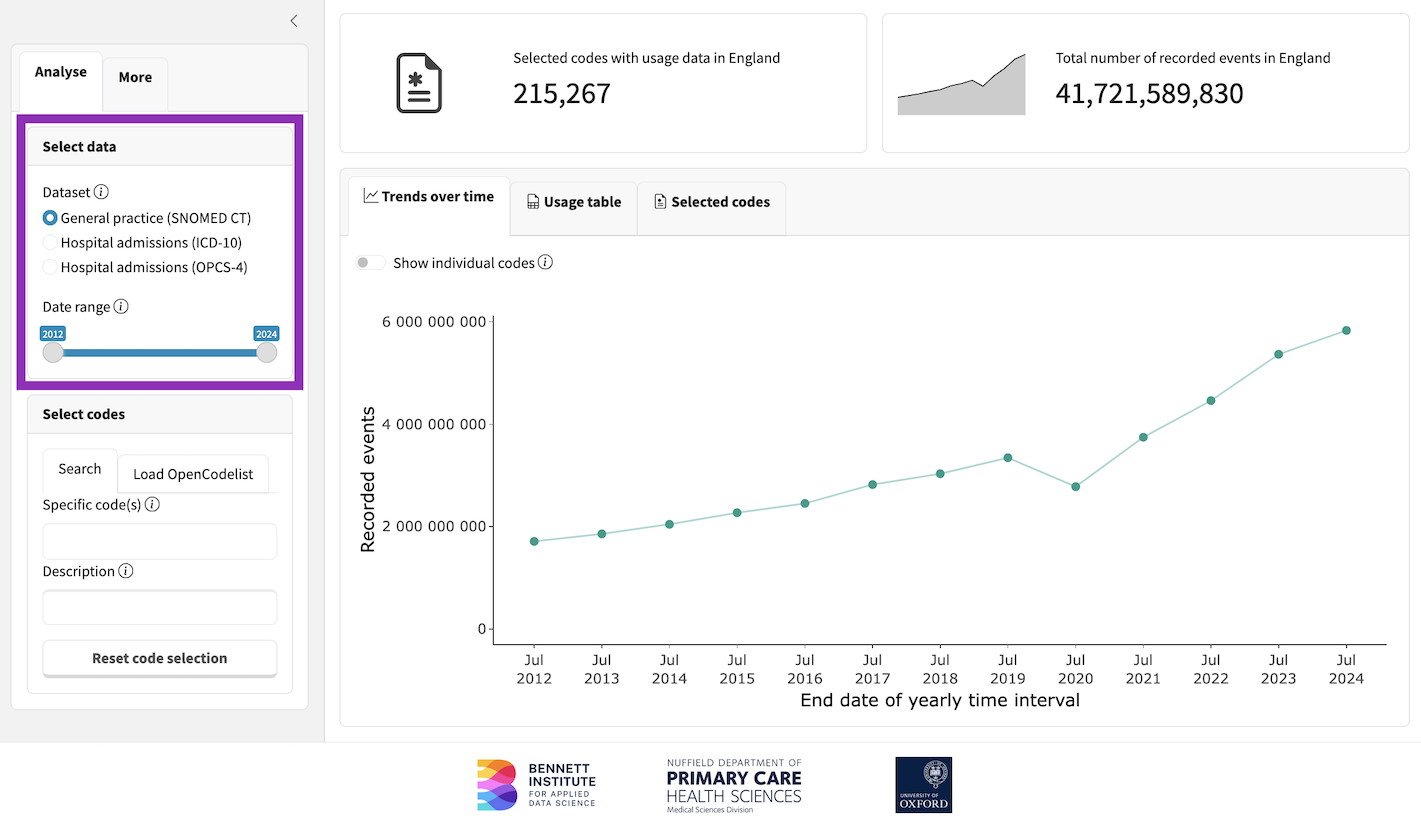 Analyse
More
Select data
Dataset
General practice (SNOMED CT)
Hospital admissions (ICD-10)
Hospital admissions (OPCS-4)
Date range
2012
2024
Select codes
Search
Load OpenCodelist
Specific code(s)
Description
Reset code selection
Selected codes with usage data in England
215,267
Total number of recorded events in England
41,721,589,830
Trends over time
Usage table
Selected codes
Show individual codes
Recorded events
6 000 000 000
4 000 000 000
2 000 000 000
0
Jul 2012
Jul 2013
Jul 2014
Jul 2015
Jul 2016
Jul 2017
Jul 2018
Jul 2019
Jul 2020
Jul 2021
Jul 2022
Jul 2023
Jul 2024
End date of yearly time interval
BENNETT
INSTITUTE
FOR APPLIED
DATA SCIENCE
NUFFIELD DEPARTMENT OF
PRIMARY CARE
HEALTH SCIENCES
Medical Sciences Division
UNIVERSITY OF
OXFORD